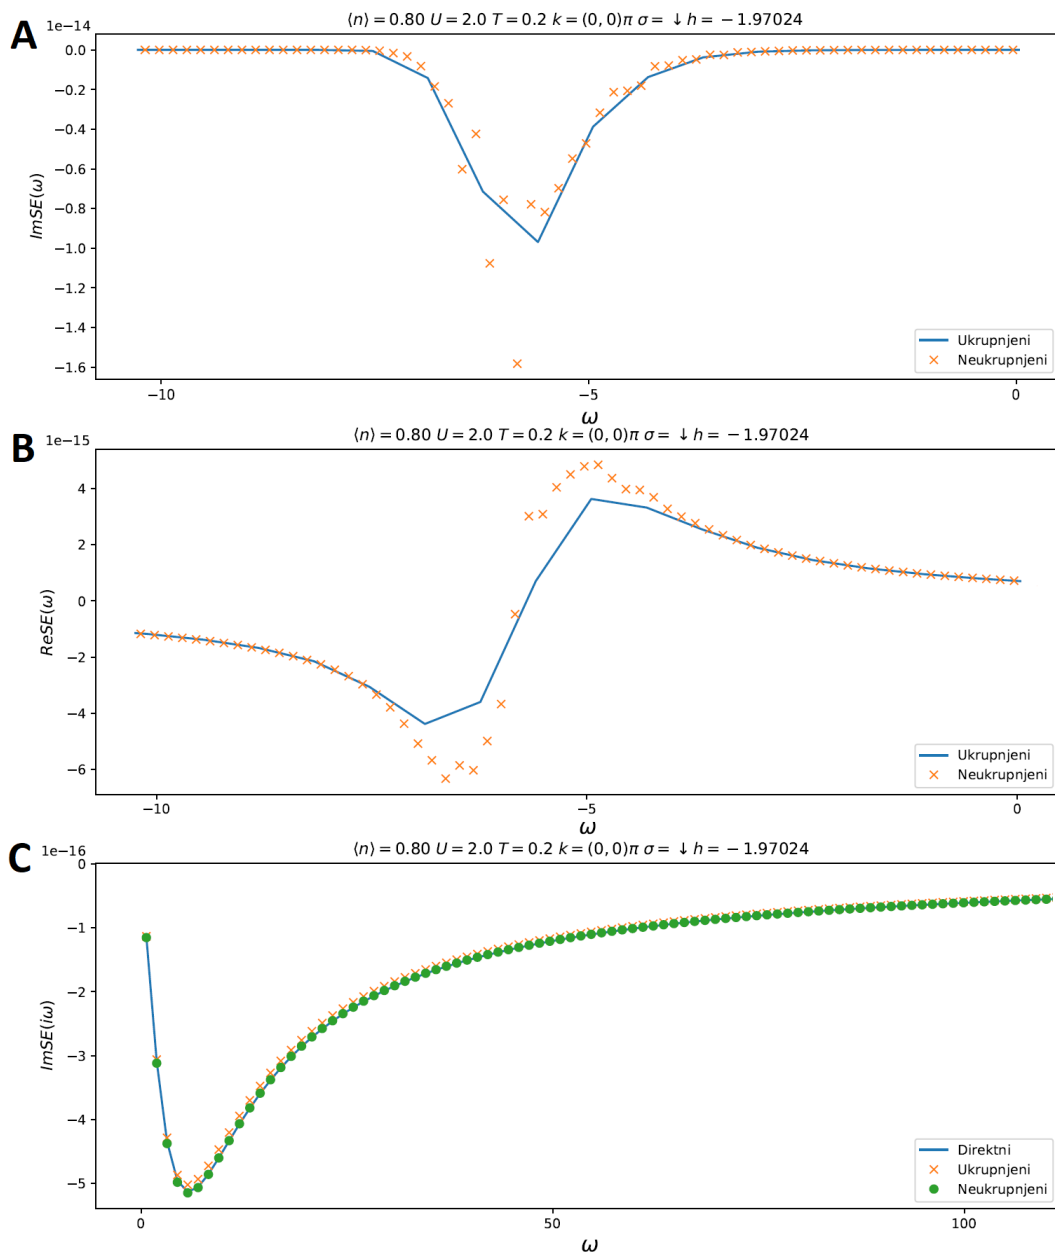 A
⟨n⟩ = 0.80 U = 2.0 T = 0.2 k = (0, 0)π σ = ↓ h = −1.97024
1e−14
0.0
−0.2
−0.4
−0.6
−0.8
−1.0
−1.2
−1.4
−1.6
ImSE(ω)
Ukrupnjeni
Neukrupnjeni
−10 −5 0
ω
B
⟨n⟩ = 0.80 U = 2.0 T = 0.2 k = (0, 0)π σ = ↓ h = −1.97024
1e−15
4
2
0
−2
−4
−6
ReSE(ω)
Ukrupnjeni
Neukrupnjeni
−10 −5 0
ω
C
⟨n⟩ = 0.80 U = 2.0 T = 0.2 k = (0, 0)π σ = ↓ h = −1.97024
1e−16
0
−1
−2
−3
−4
−5
ImSE(iω)
Direktni
Ukrupnjeni
Neukrupnjeni
0 50 100
ω